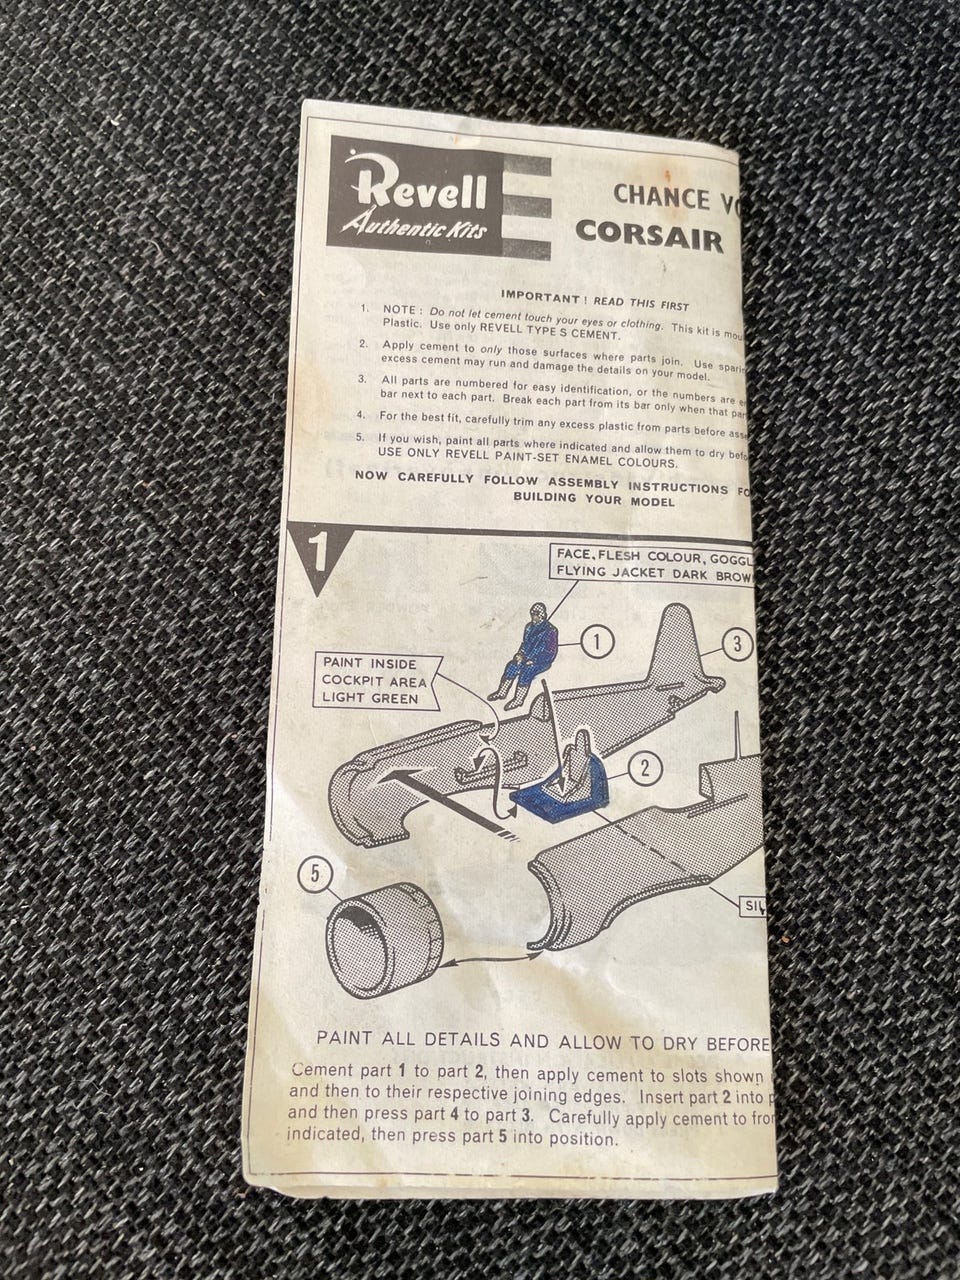 Revell
Authentic Kits
CHANCE
CORSAIR
IMPORTANT! READ THIS FIRST
1. NOTE: Do not let cement touch your eyes or clothing. This kit is
Plastic. Use only REVELL TYPE S CEMENT.
2. Apply cement to only those surfaces where parts join. Use
excess cement may run and damage the details on your model.
3. All parts are numbered for easy identification, or the numbers are
bar next to each part. Break each part from its bar only when that
4. For the best fit, carefully trim any excess plastic from parts before
5. If you wish, paint all parts where indicated and allow them to dry
USE ONLY REVELL PAINT-SET ENAMEL COLOURS.
NOW CAREFULLY FOLLOW ASSEMBLY INSTRUCTIONS
BUILDING YOUR MODEL
1
FACE, FLESH COLOUR,
FLYING JACKET DARK
1
3
PAINT INSIDE
COCKPIT AREA
LIGHT GREEN
2
5
PAINT ALL DETAILS AND ALLOW TO DRY BEFORE
Cement part 1 to part 2, then apply cement to slots shown
and then to their respective joining edges. Insert part 2 into
and then press part 4 to part 3. Carefully apply cement to
indicated, then press part 5 into position.